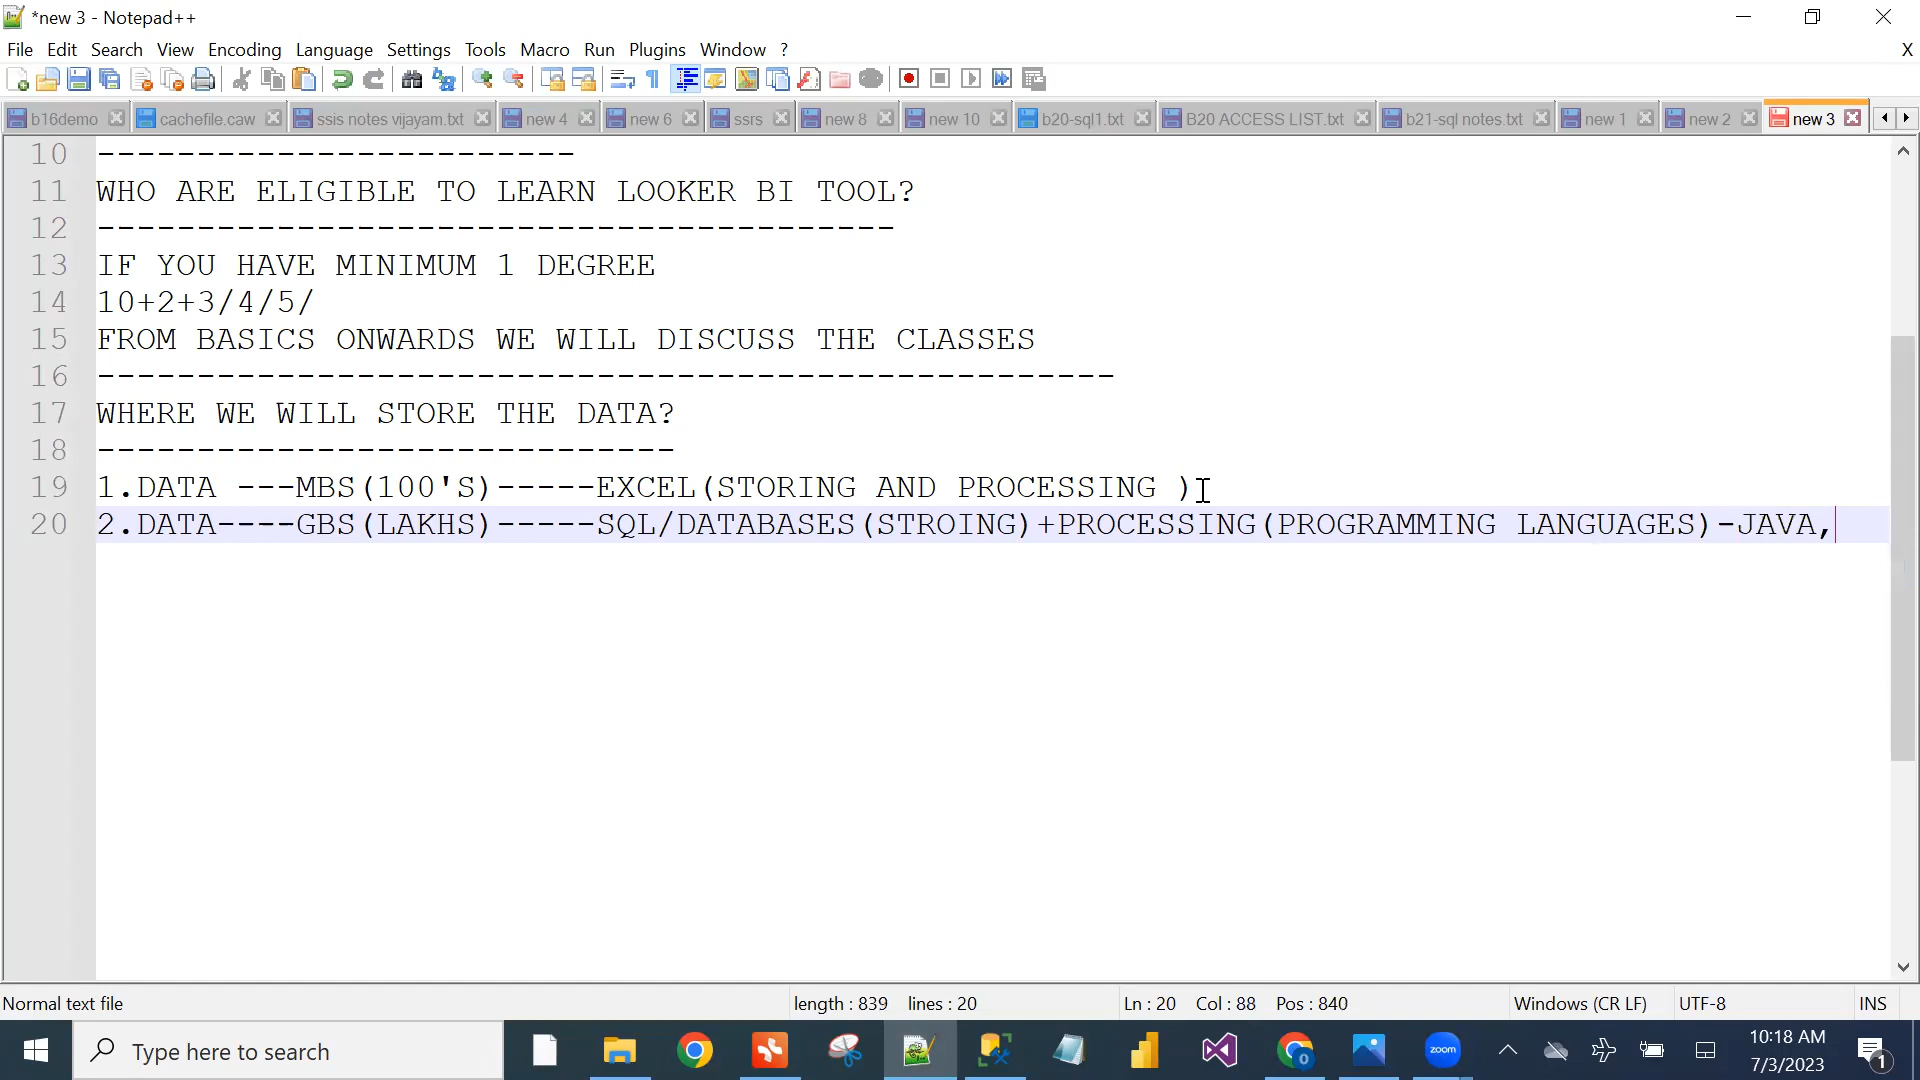 *new 3 - Notepad++
File Edit Search View Encoding Language Settings Tools Macro Run Plugins Window ? X
b16demo cachefile.caw ssis notes vijayam.txt new 4 new 6 ssrs new 8 new 10 b20-sql1.txt B20 ACCESS LIST.txt b21-sql notes.txt new 1 new 2 new 3
10 ------------------------
11 WHO ARE ELIGIBLE TO LEARN LOOKER BI TOOL?
12 ----------------------------------------
13 IF YOU HAVE MINIMUM 1 DEGREE
14 10+2+3/4/5/
15 FROM BASICS ONWARDS WE WILL DISCUSS THE CLASSES
16 ---------------------------------------------------
17 WHERE WE WILL STORE THE DATA?
18 -----------------------------
19 1.DATA ---MBS(100'S)-----EXCEL(STORING AND PROCESSING )
20 2.DATA----GBS(LAKHS)-----SQL/DATABASES(STROING)+PROCESSING(PROGRAMMING LANGUAGES)-JAVA,
Normal text file length : 839 lines : 20 Ln : 20 Col : 88 Pos : 840 Windows (CR LF) UTF-8 INS
Type here to search zoom 10:18 AM
7/3/2023 1